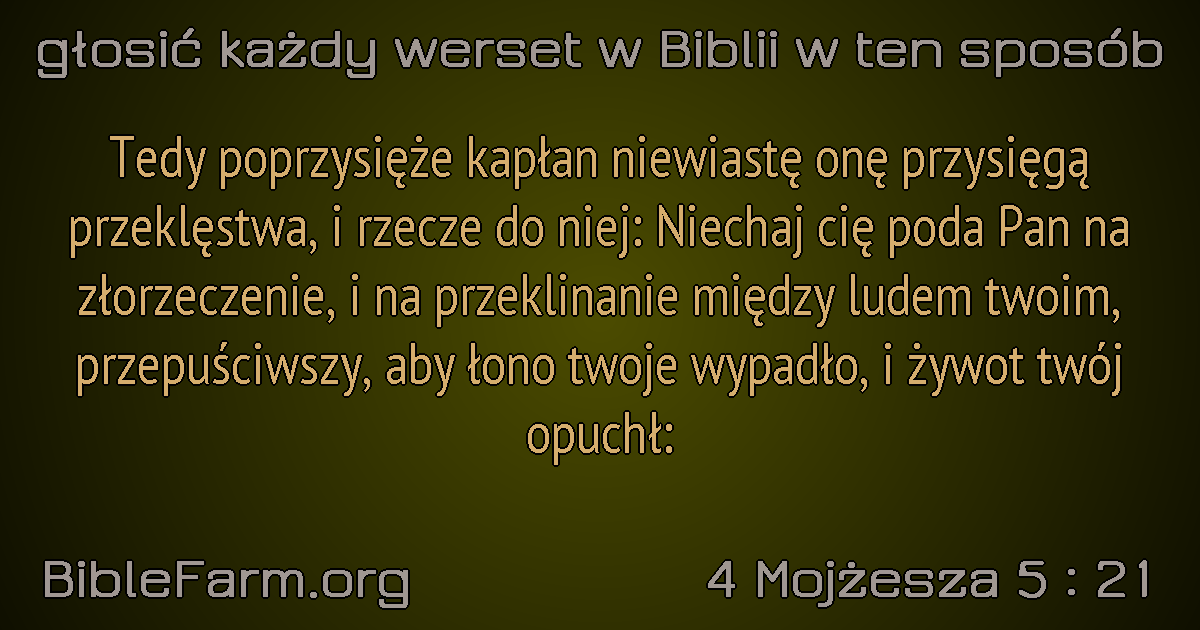 głosić każdy werset w Biblii w ten sposób
Tedy poprzysięże kapłan niewiastę onę przysięgą
przeklęstwa, i rzecze do niej: Niechaj cię poda Pan na
złorzeczenie, i na przeklinanie między ludem twoim,
przepuściwszy, aby łono twoje wypadło, i żywot twój
opuchł:
BibleFarm.org
4 Mojżesza 5 : 21